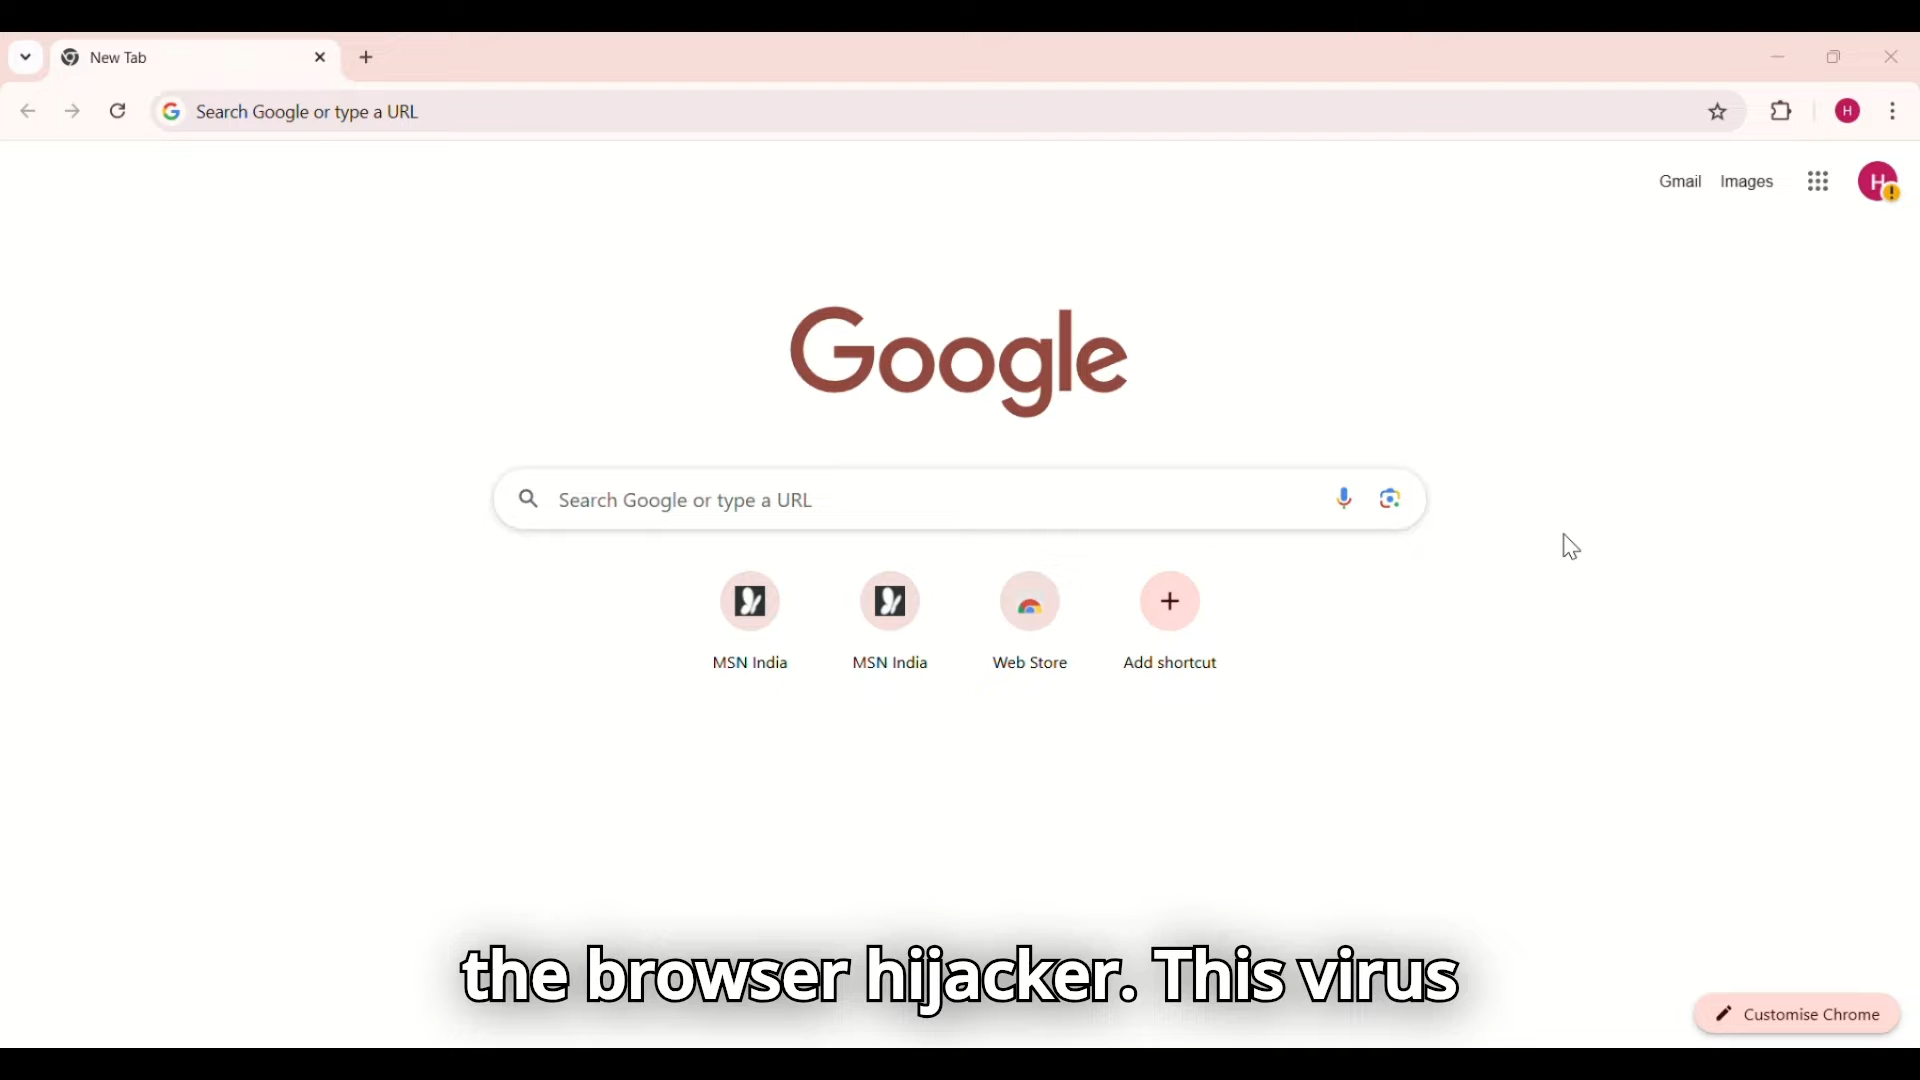 New Tab
Search Google or type a URL
H
Gmail Images
H
Google
Search Google or type a URL
MSN India
MSN India
Web Store
Add shortcut
the browser hijacker. This virus
Customise Chrome